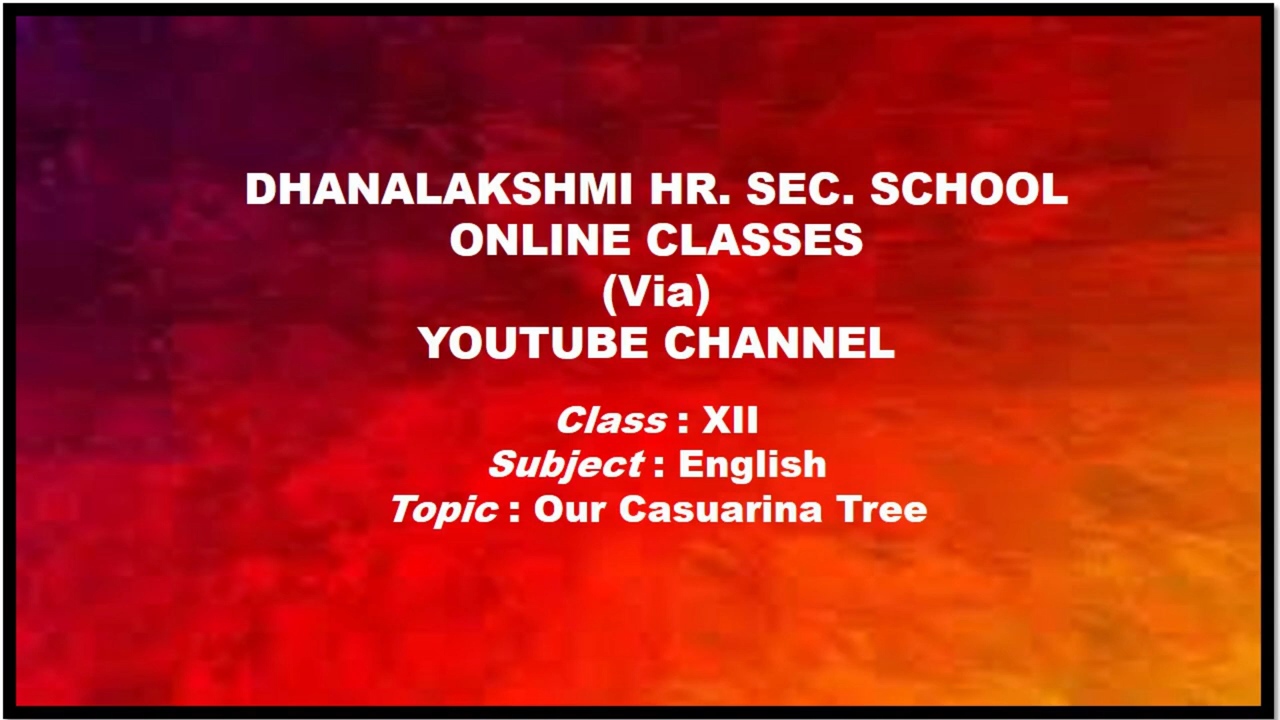 DHANALAKSHMI HR. SEC. SCHOOL
ONLINE CLASSES
(Via)
YOUTUBE CHANNEL
Class : XII
Subject : English
Topic : Our Casuarina Tree